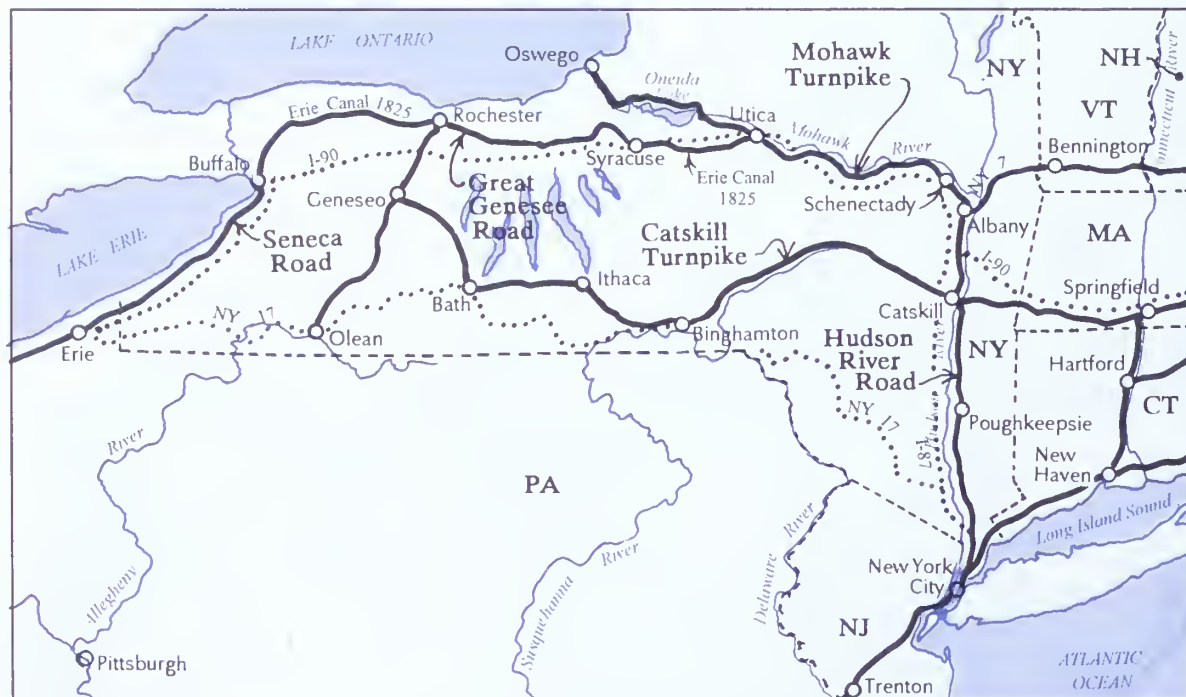 LAKE ONTARIO
Oswego
Oneida
Lake
Mohawk
Turnpike
NY
NH
VT
Connecticut River
Erie Canal 1825
Rochester
Utica
Mohawk River
Bennington
Buffalo
I-90
Syracuse
Erie Canal
1825
NY 7
Great
Genesee
Road
Geneseo
Schenectady
Albany
LAKE ERIE
Seneca
Road
Catskill
Turnpike
MA
I-90
Bath
Ithaca
Springfield
Catskill
NY 17
Olean
Binghamton
Erie
Hudson
River
Road
River
NY
Hartford
CT
NY 17
I-87
Poughkeepsie
New
Haven
River
PA
Long Island Sound
Allegheny
Susquehanna
River
Delaware River
New York
City
NJ
Pittsburgh
Trenton
ATLANTIC
OCEAN